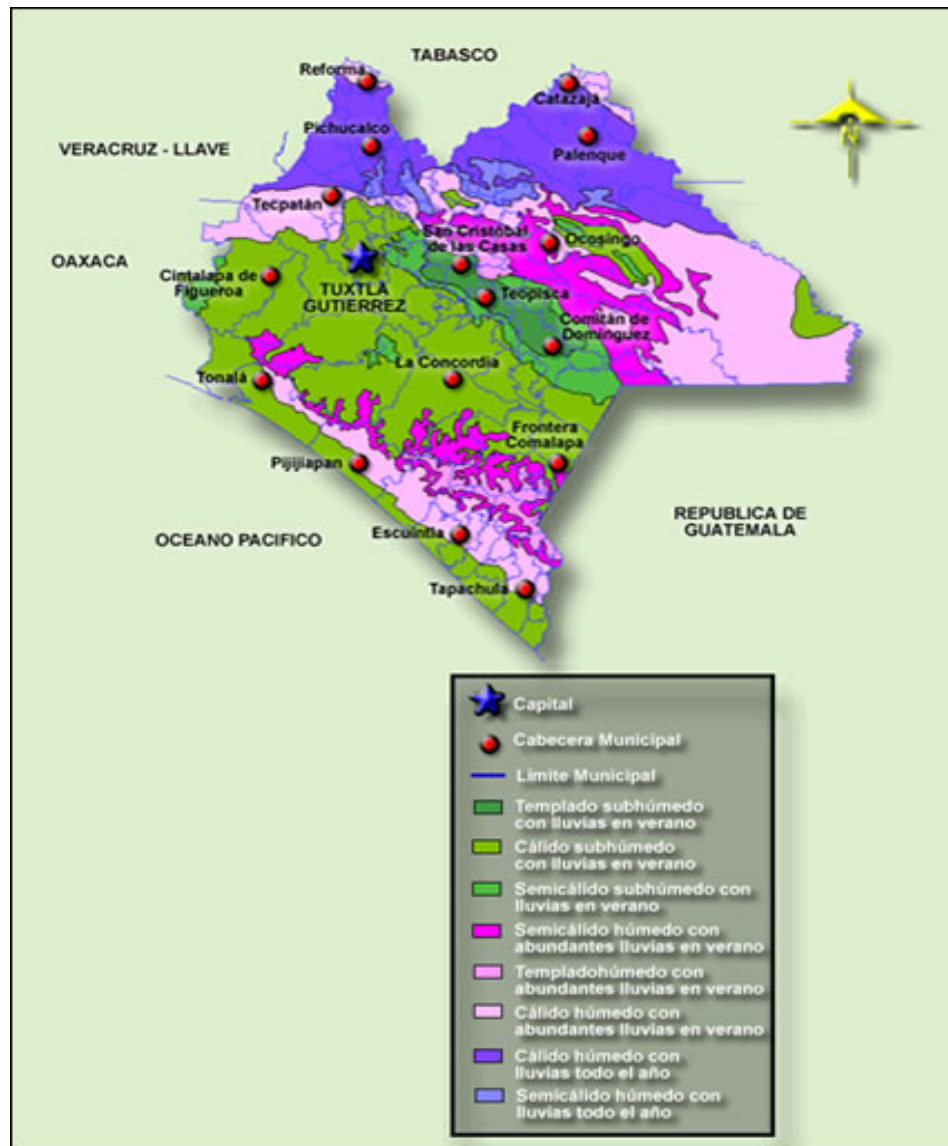 TABASCO
Reforma
Catazajá
Pichucalco
VERACRUZ - LLAVE
Palenque
Tecpatán
San Cristóbal
de las Casas
Ocosingo
OAXACA
Cintalapa de
Figueroa
TUXTLA
GUTIERREZ
Teopisca
Comitán de
Domínguez
La Concordia
Tonalá
Frontera
Comalapa
Pijijiapan
REPUBLICA DE
GUATEMALA
OCEANO PACIFICO
Escuintla
Tapachula
Capital
Cabecera Municipal
Limite Municipal
Templado subhúmedo
con lluvias en verano
Cálido subhúmedo
con lluvias en verano
Semicálido subhúmedo con
lluvias en verano
Semicálido húmedo con
abundantes lluvias en verano
Templadohúmedo con
abundantes lluvias en verano
Cálido húmedo con
abundantes lluvias en verano
Cálido húmedo con
lluvias todo el año
Semicálido húmedo con
lluvias todo el año